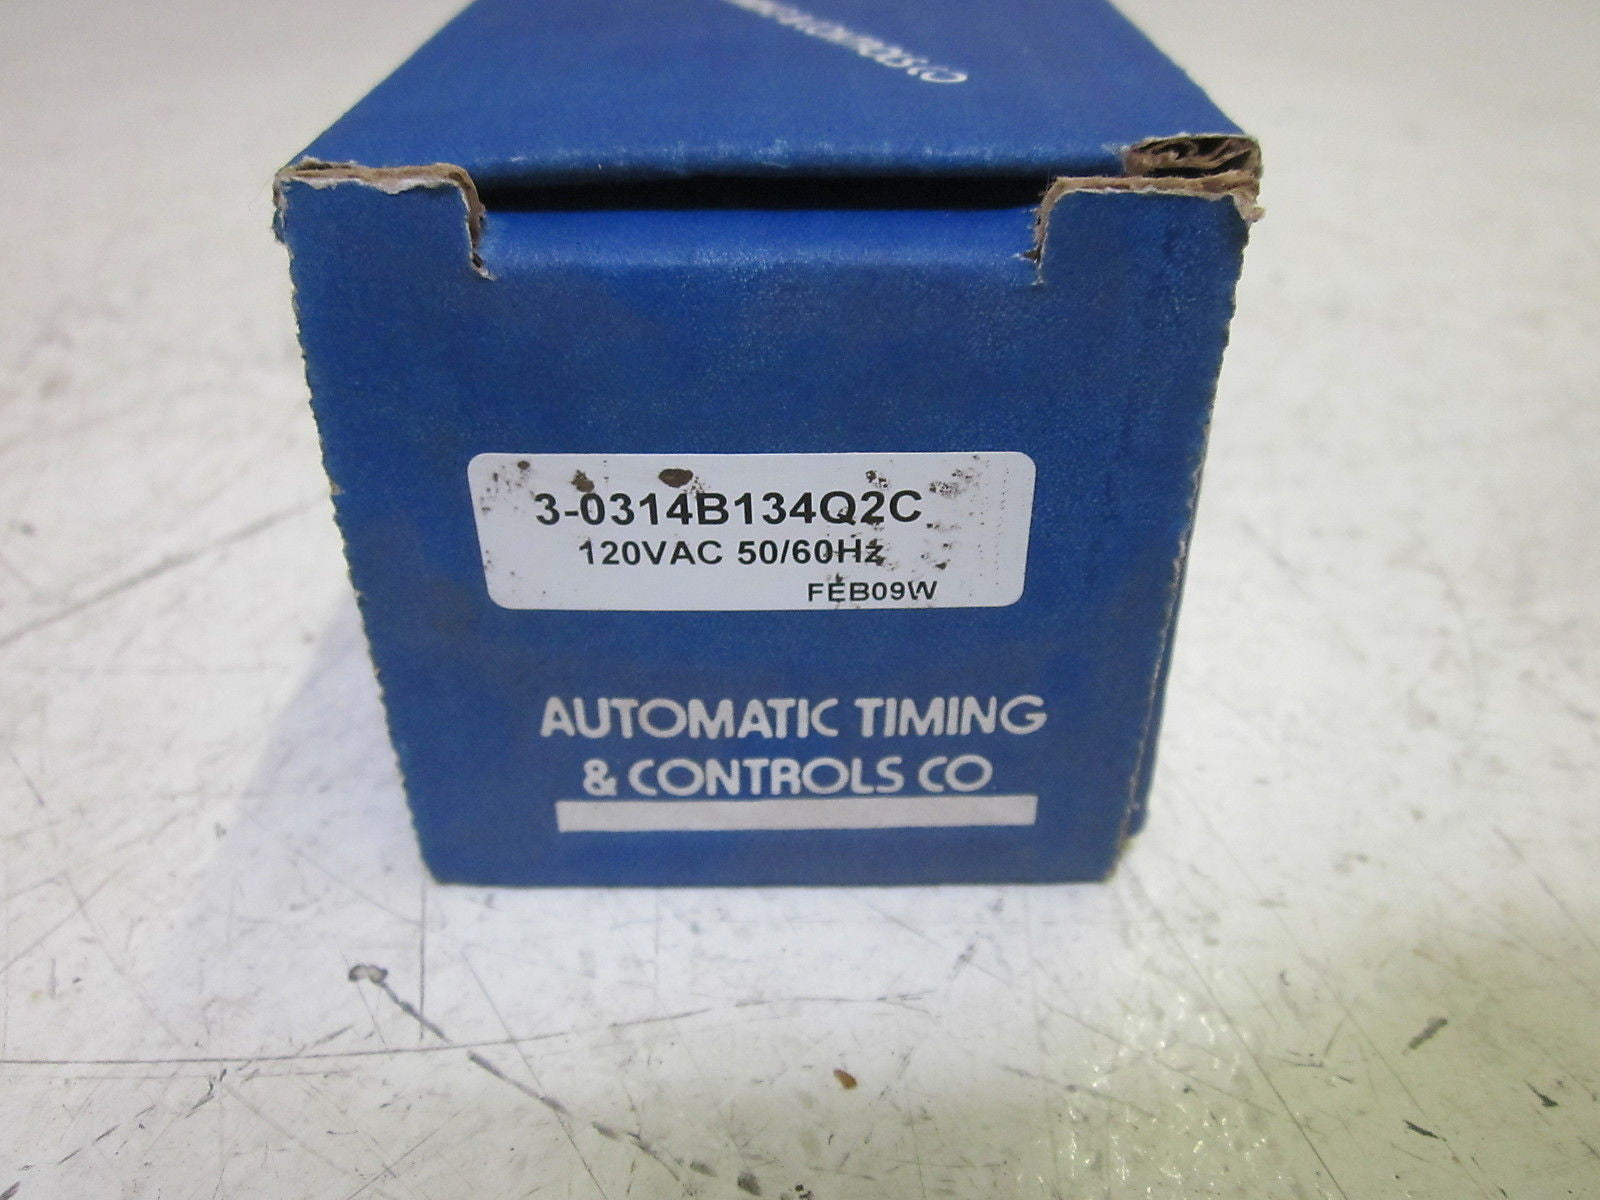 3-0314B134Q2C
120VAC 50/60Hz
FEB09W
AUTOMATIC TIMING
& CONTROLS CO